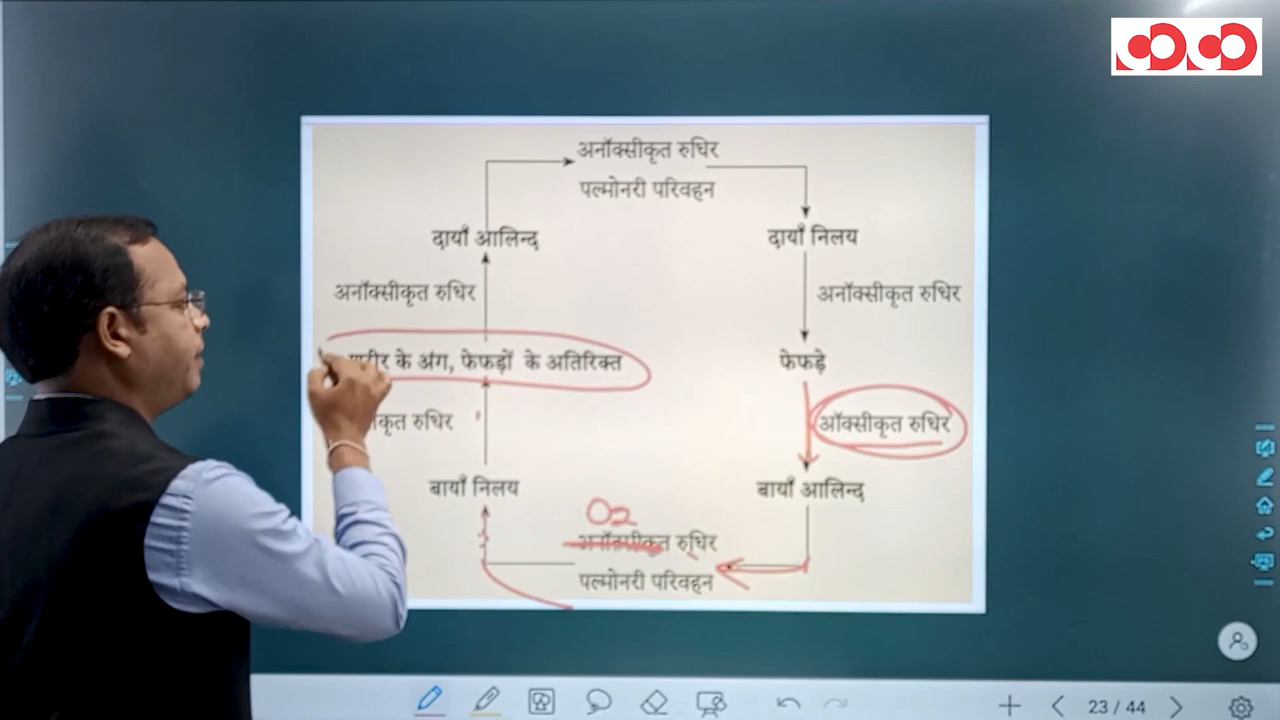 अनॉक्सीकृत रुधिर
पल्मोनरी परिवहन
दायाँ आलिन्द
दायाँ निलय
अनॉक्सीकृत रुधिर
अनॉक्सीकृत रुधिर
के अंग, फेफड़ों के अतिरिक्त
फेफड़े
रुधिर
ऑक्सीकृत रुधिर
बायाँ निलय
बायाँ आलिन्द
O2
अनॉक्सीकृत रुधिर
पल्मोनरी परिवहन
23 / 44